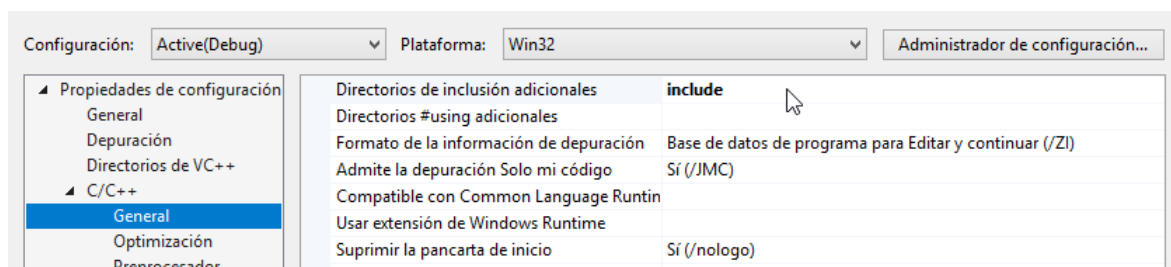 Configuración: Active(Debug) Plataforma: Win32 Administrador de configuración...
Propiedades de configuración
General
Depuración
Directorios de VC++
C/C++
General
Optimización
Preprocesador
Directorios de inclusión adicionales include
Directorios #using adicionales
Formato de la información de depuración Base de datos de programa para Editar y continuar (/ZI)
Admite la depuración Solo mi código Sí (/JMC)
Compatible con Common Language Runtin
Usar extensión de Windows Runtime
Suprimir la pancarta de inicio Sí (/nologo)